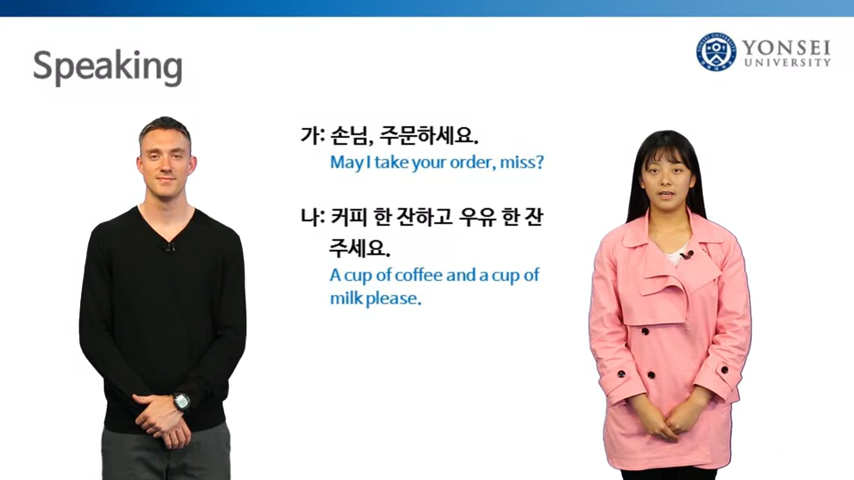 Speaking
YONSEI
UNIVERSITY
가: 손님, 주문하세요.
May I take your order, miss?
나: 커피 한 잔하고 우유 한 잔
주세요.
A cup of coffee and a cup of
milk please.